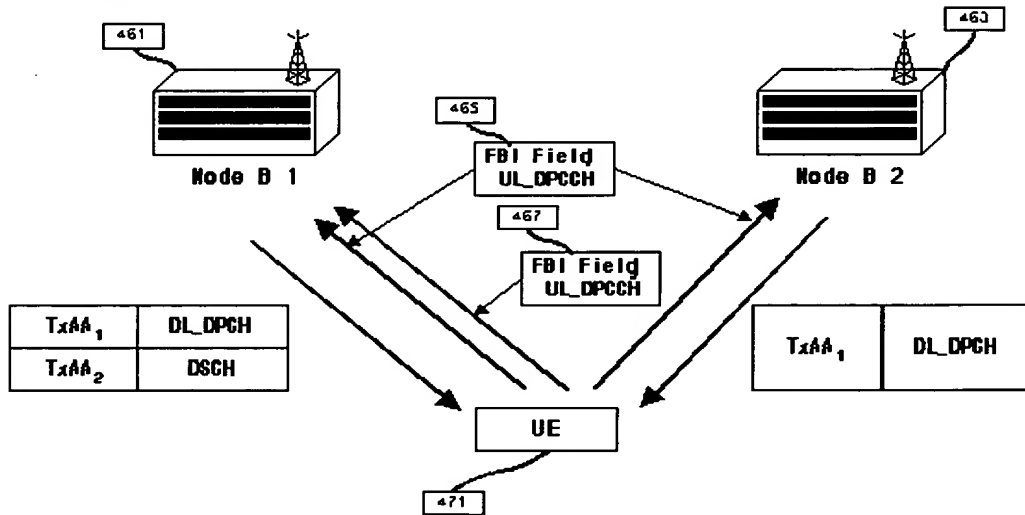 461
463
465
FBI Field
UL_DPCCH
Node B 1
Node B 2
467
FBI Field
UL_DPCCH
TxAA1 DL_DPCH
TxAA2 DSCH
TxAA1 DL_DPCH
UE
471